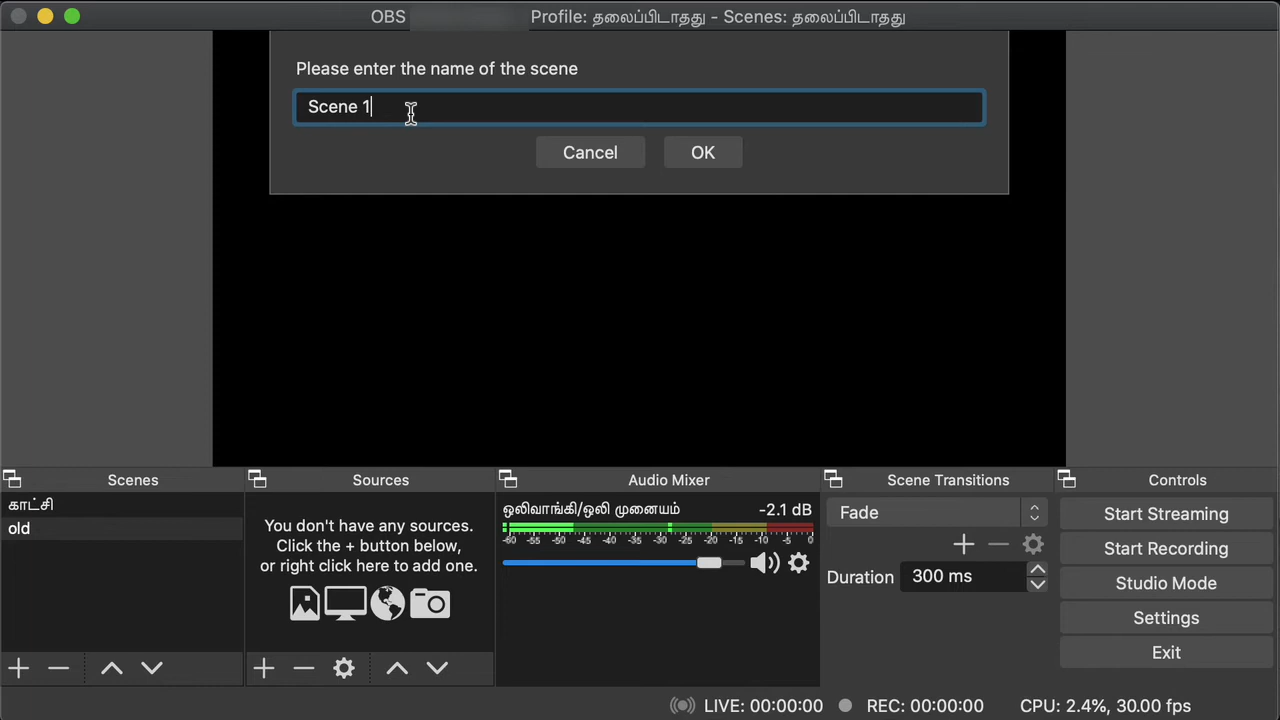 OBS Profile: தலைப்பிடாதது - Scenes: தலைப்பிடாதது
Please enter the name of the scene
Scene 1
Cancel OK
Scenes
காட்சி
old
Sources
You don't have any sources.
Click the + button below,
or right click here to add one.
Audio Mixer
ஒலிவாங்கி/ஒலி முனையம் -2.1 dB
-60 -55 -50 -45 -40 -35 -30 -25 -20 -15 -10 -5 0
Scene Transitions
Fade
Duration 300 ms
Controls
Start Streaming
Start Recording
Studio Mode
Settings
Exit
LIVE: 00:00:00 REC: 00:00:00 CPU: 2.4%, 30.00 fps